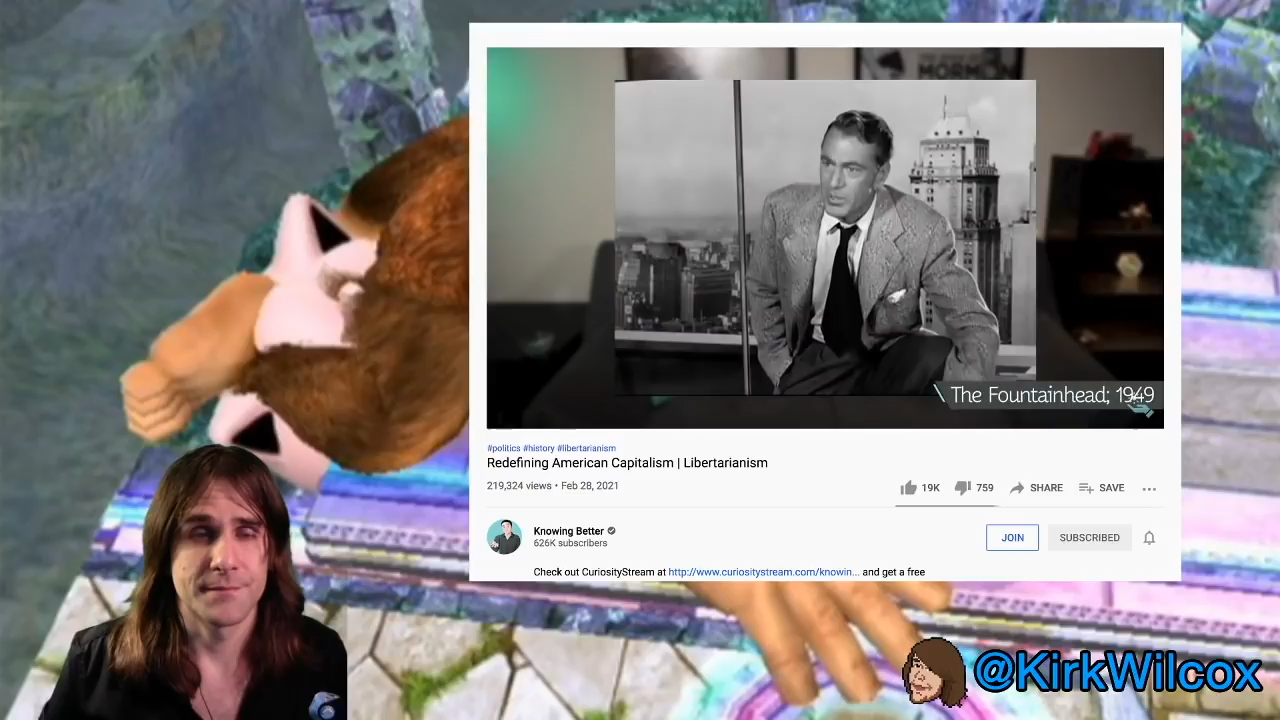 MORMON
The Fountainhead; 1949
#politics #history #libertarianism
Redefining American Capitalism | Libertarianism
219,324 views • Feb 28, 2021
19K 759 SHARE SAVE
Knowing Better
626K subscribers
JOIN SUBSCRIBED
Check out CuriosityStream at http://www.curiositystream.com/knowin... and get a free
@KirkWilcox